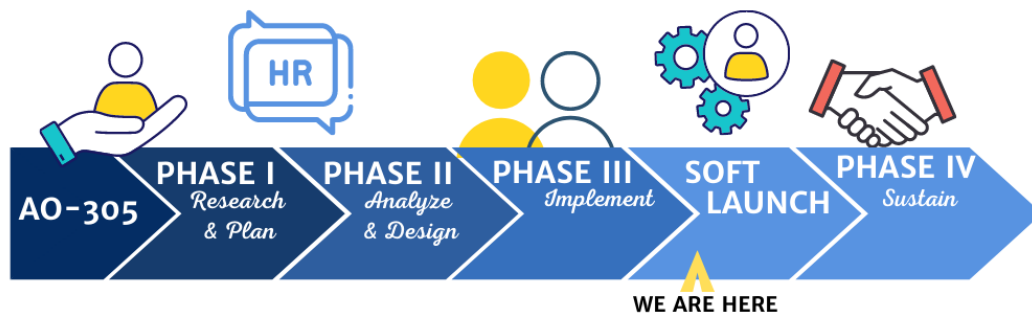 HR
AO-305
PHASE I
Research
& Plan
PHASE II
Analyze
& Design
PHASE III
Implement
SOFT
LAUNCH
PHASE IV
Sustain
WE ARE HERE